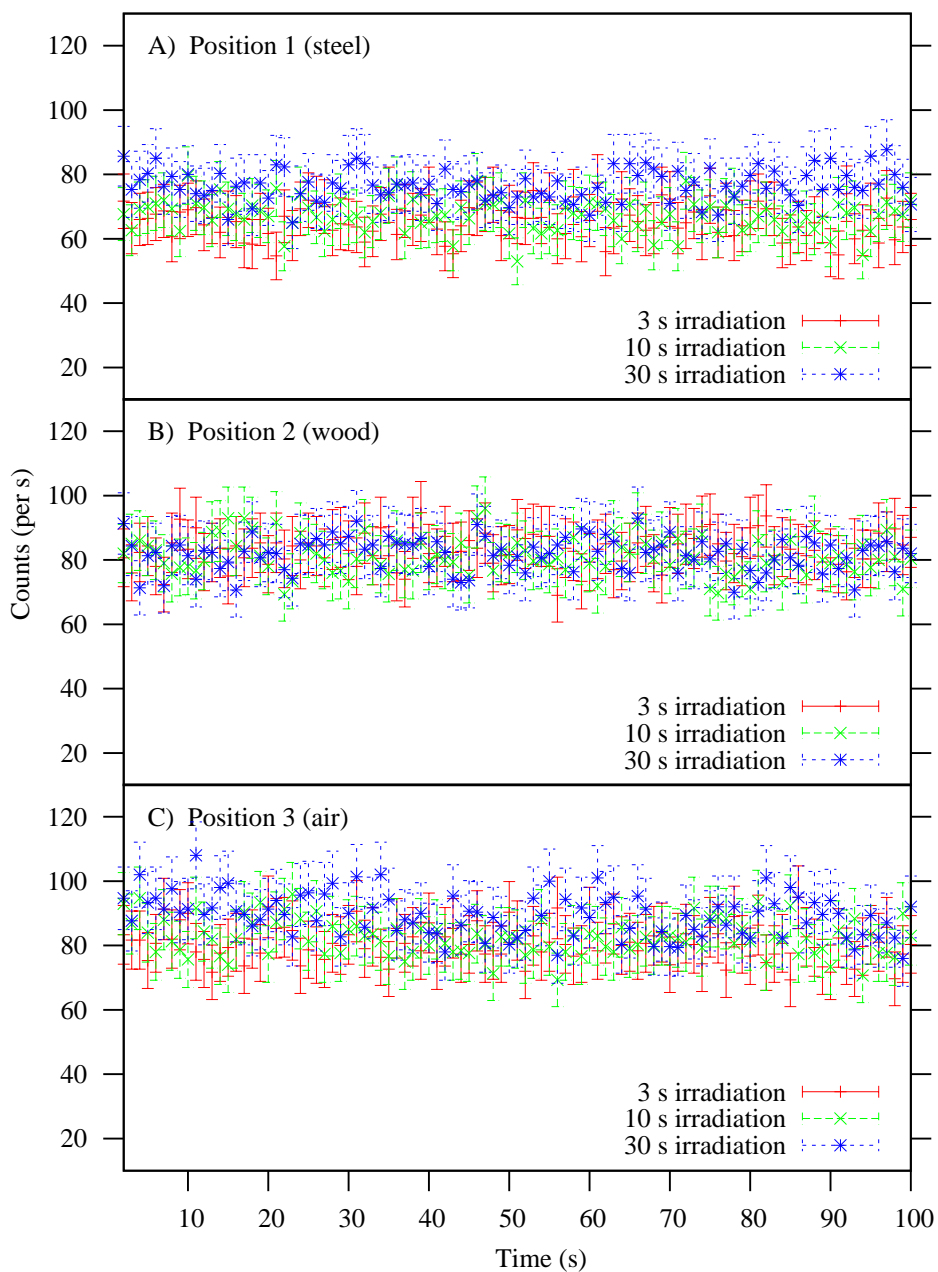 120
A) Position 1 (steel)
100
80
60
40
3 s irradiation
10 s irradiation
20
30 s irradiation
120
B) Position 2 (wood)
100
Counts (per s)
80
60
40
3 s irradiation
10 s irradiation
20
30 s irradiation
120
C) Position 3 (air)
100
80
60
40
3 s irradiation
10 s irradiation
20
30 s irradiation
10 20 30 40 50 60 70 80 90 100
Time (s)